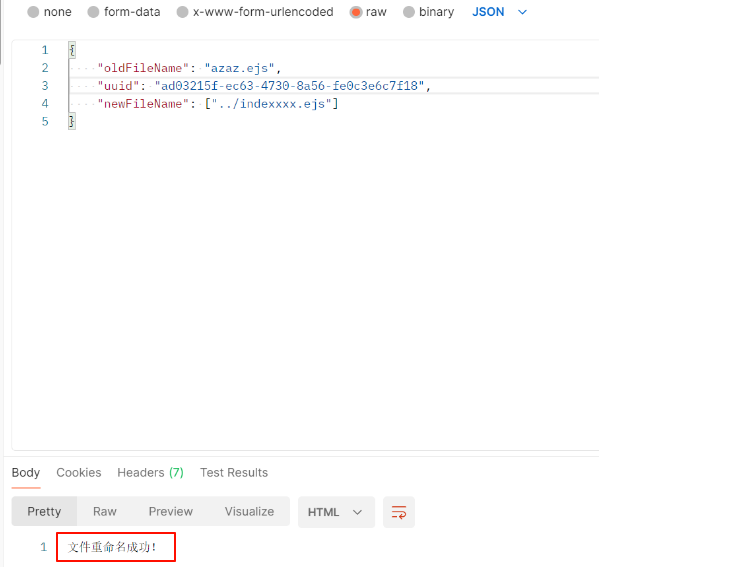 none form-data x-www-form-urlencoded raw binary JSON
1 {
2 "oldFileName": "azaz.ejs",
3 "uuid": "ad03215f-ec63-4730-8a56-fe0c3e6c7f18",
4 "newFileName": ["../indexxxx.ejs"]
5 }
Body Cookies Headers (7) Test Results
Pretty Raw Preview Visualize HTML
1 文件重命名成功！